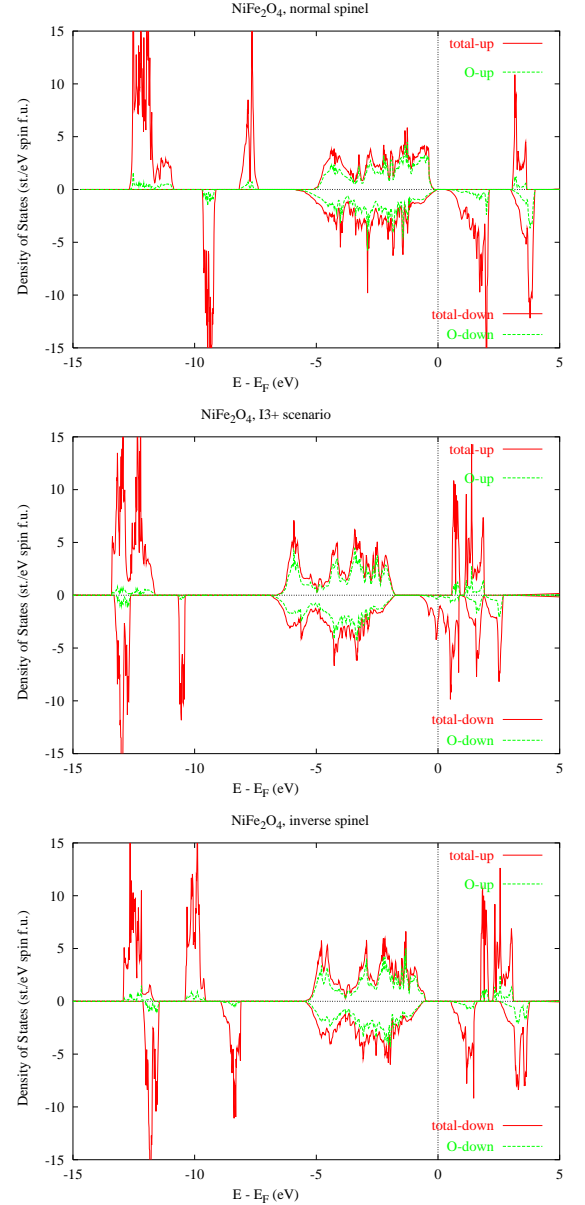 NiFe2O4, normal spinel
Density of States (st./eV spin f.u.)
15
10
5
0
-5
-10
-15
total-up
O-up
total-down
O-down
-15 -10 -5 0 5
E - EF (eV)
NiFe2O4, I3+ scenario
Density of States (st./eV spin f.u.)
15
10
5
0
-5
-10
-15
total-up
O-up
total-down
O-down
-15 -10 -5 0 5
E - EF (eV)
NiFe2O4, inverse spinel
Density of States (st./eV spin f.u.)
15
10
5
0
-5
-10
-15
total-up
O-up
total-down
O-down
-15 -10 -5 0 5
E - EF (eV)